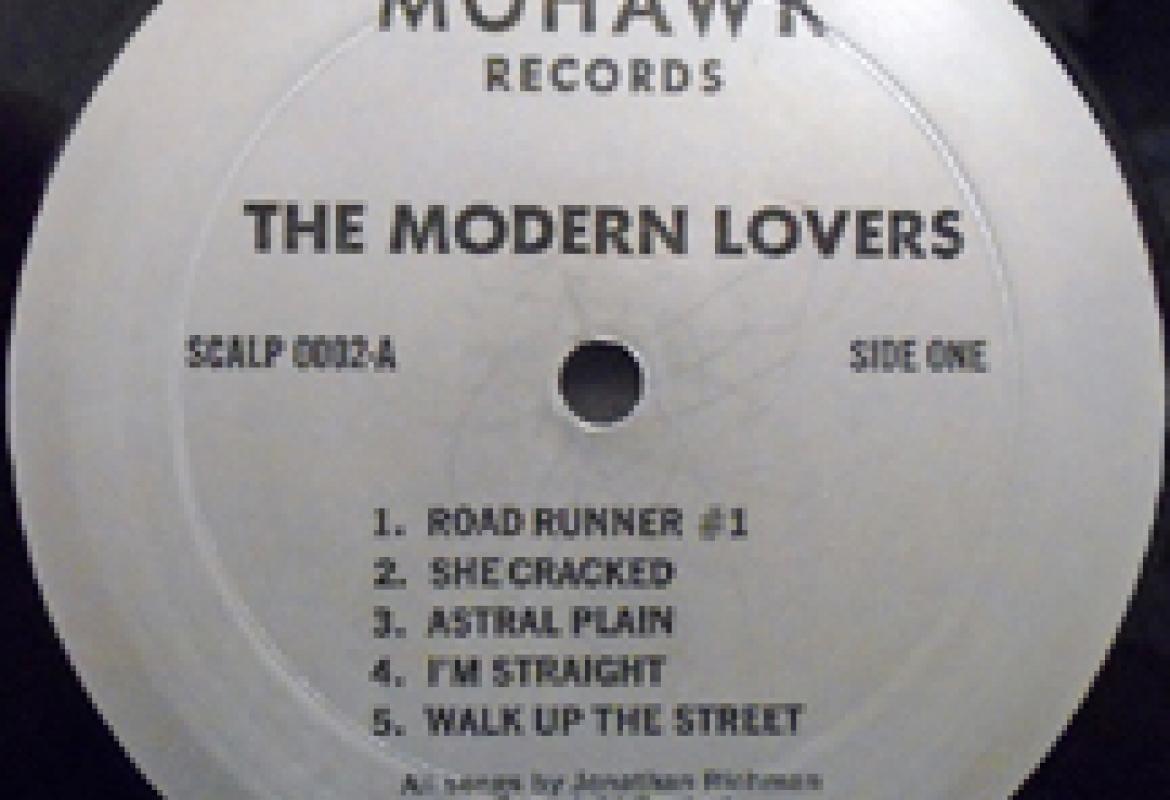 MOHAWK
RECORDS
THE MODERN LOVERS
SCALP 0002-A
SIDE ONE
1. ROAD RUNNER #1
2. SHE CRACKED
3. ASTRAL PLAIN
4. I'M STRAIGHT
5. WALK UP THE STREET
All songs by Jonathan Richman